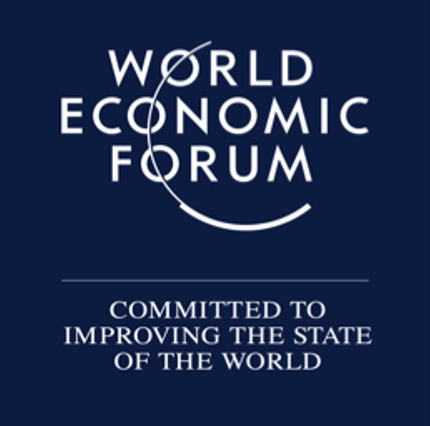 WORLD
ECONOMIC
FORUM
COMMITTED TO
IMPROVING THE STATE
OF THE WORLD